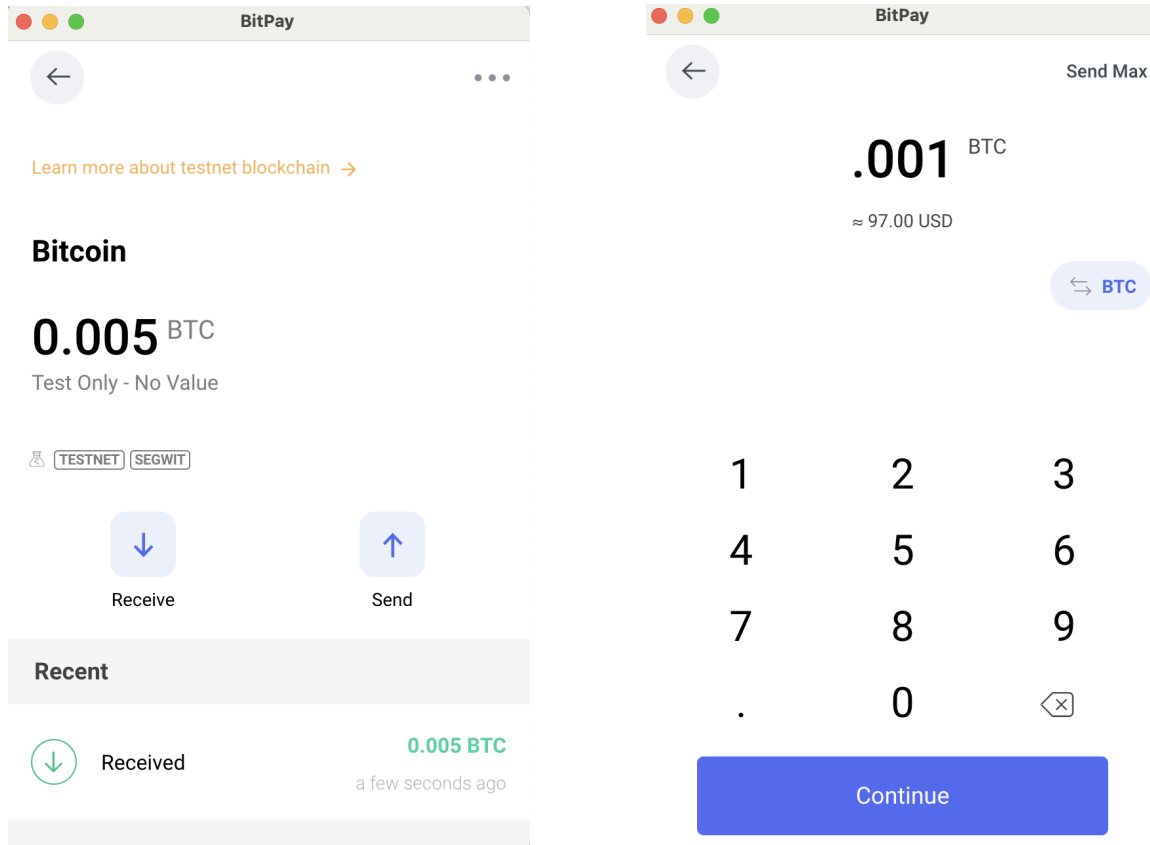 BitPay
Learn more about testnet blockchain →
Bitcoin
0.005 BTC
Test Only - No Value
TESTNET SEGWIT
Receive Send
Recent
Received 0.005 BTC
a few seconds ago
BitPay
Send Max
.001 BTC
≈ 97.00 USD
BTC
1 2 3
4 5 6
7 8 9
. 0
Continue